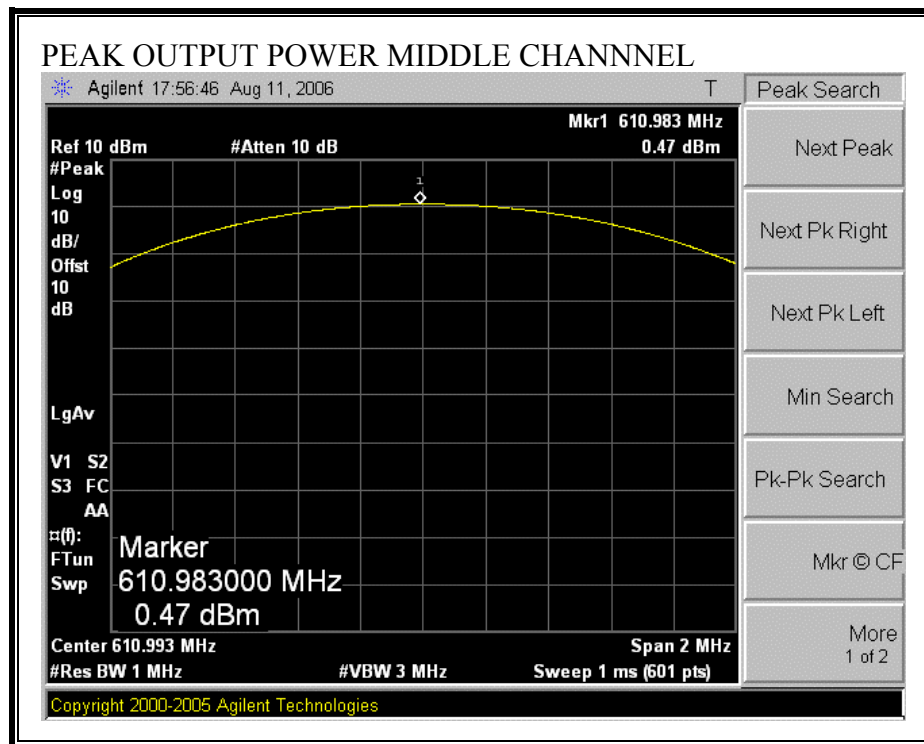 PEAK OUTPUT POWER MIDDLE CHANNNEL
Agilent 17:56:46 Aug 11, 2006 T
Peak Search
Mkr1 610.983 MHz
Ref 10 dBm #Atten 10 dB 0.47 dBm
#Peak
Log
10
dB/
Offst
10
dB
1
LgAv
V1 S2
S3 FC
AA
¤(f):
FTun
Swp
Marker
610.983000 MHz
0.47 dBm
Center 610.993 MHz Span 2 MHz
#Res BW 1 MHz #VBW 3 MHz Sweep 1 ms (601 pts)
Copyright 2000-2005 Agilent Technologies
Next Peak
Next Pk Right
Next Pk Left
Min Search
Pk-Pk Search
Mkr © CF
More
1 of 2